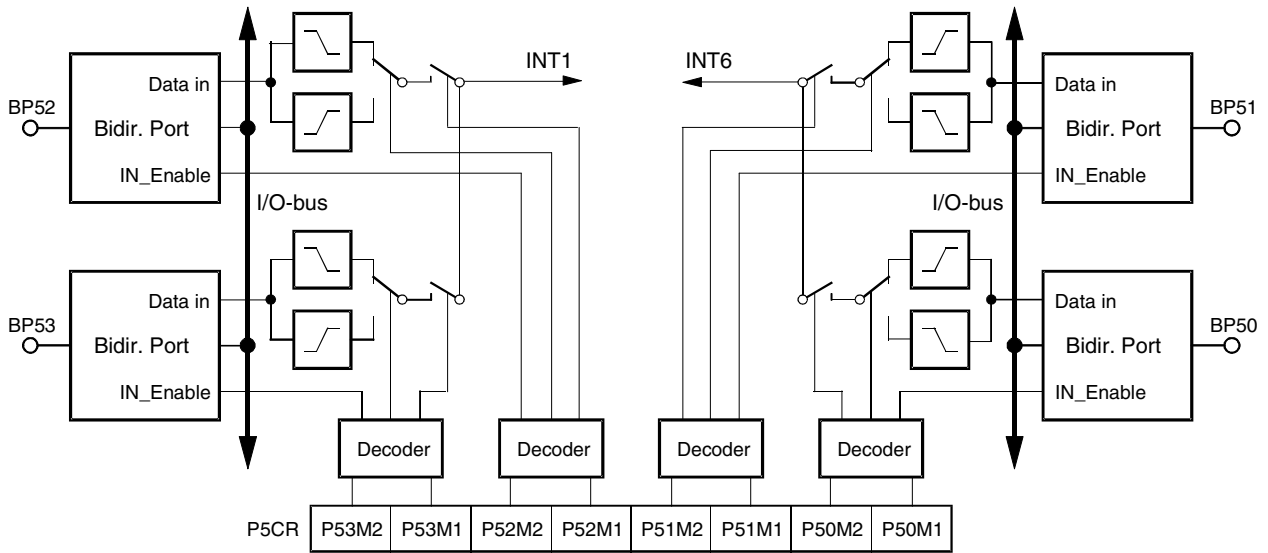 INT1
INT6
Data in
Data in
BP52
BP51
Bidir. Port
Bidir. Port
IN_Enable
IN_Enable
I/O-bus
I/O-bus
Data in
Data in
BP53
BP50
Bidir. Port
Bidir. Port
IN_Enable
IN_Enable
Decoder
Decoder
Decoder
Decoder
P5CR
P53M2
P53M1
P52M2
P52M1
P51M2
P51M1
P50M2
P50M1